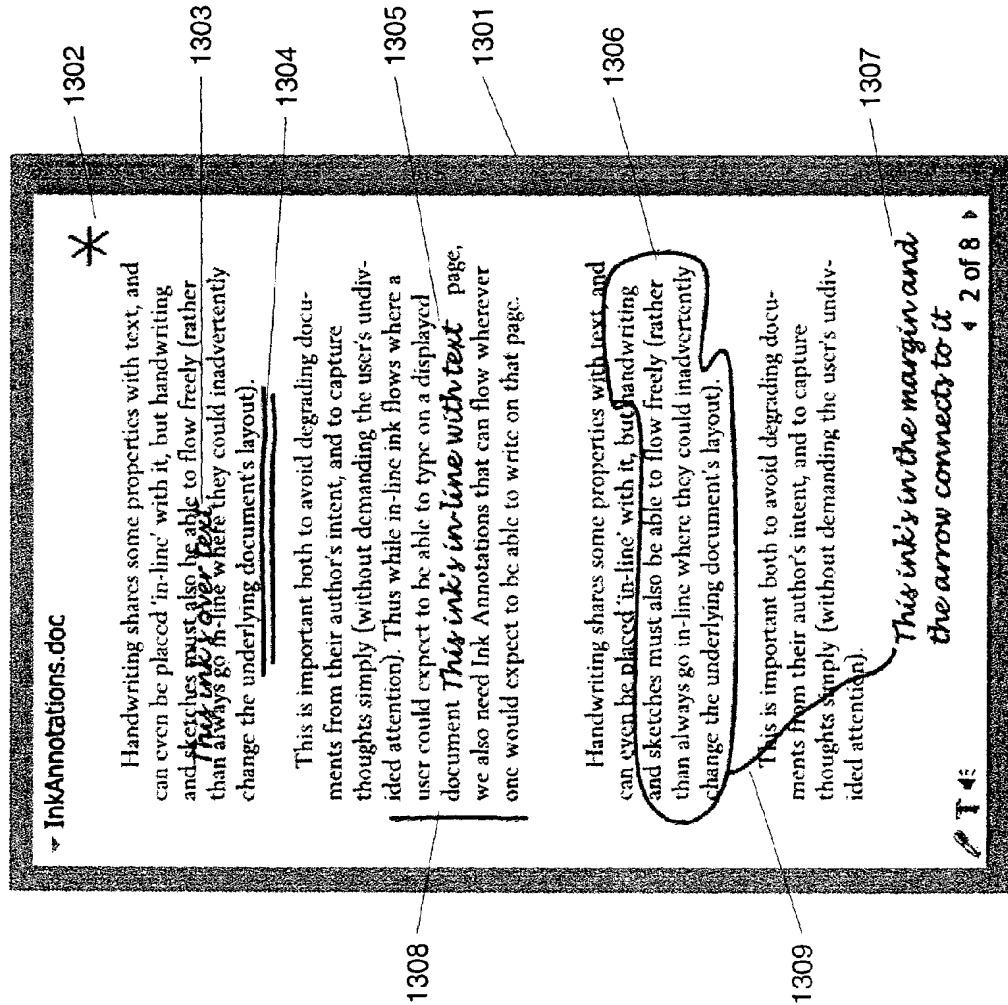 InkAnnotations.doc
Handwriting shares some properties with text, and
can even be placed 'in-line' with it, but handwriting
and sketches must also be able to flow freely (rather
This ink's over text
than always go in-line where they could inadvertently
change the underlying document's layout).
This is important both to avoid degrading docu-
ments from their author's intent, and to capture
thoughts simply (without demanding the user's undiv-
ided attention). Thus while in-line ink flows where a
user could expect to be able to type on a displayed
document This ink's in-line with text page,
we also need Ink Annotations that can flow wherever
one would expect to be able to write on that page.
Handwriting shares some properties with text, and
can even be placed 'in-line' with it, but handwriting
and sketches must also be able to flow freely (rather
than always go in-line where they could inadvertently
change the underlying document's layout).
This is important both to avoid degrading docu-
ments from their author's intent, and to capture
thoughts simply (without demanding the user's undiv-
ided attention).
This ink's in the margin and
the arrow connects to it
T
2 of 8
1302
1303
1304
1305
1301
1306
1307
1308
1309